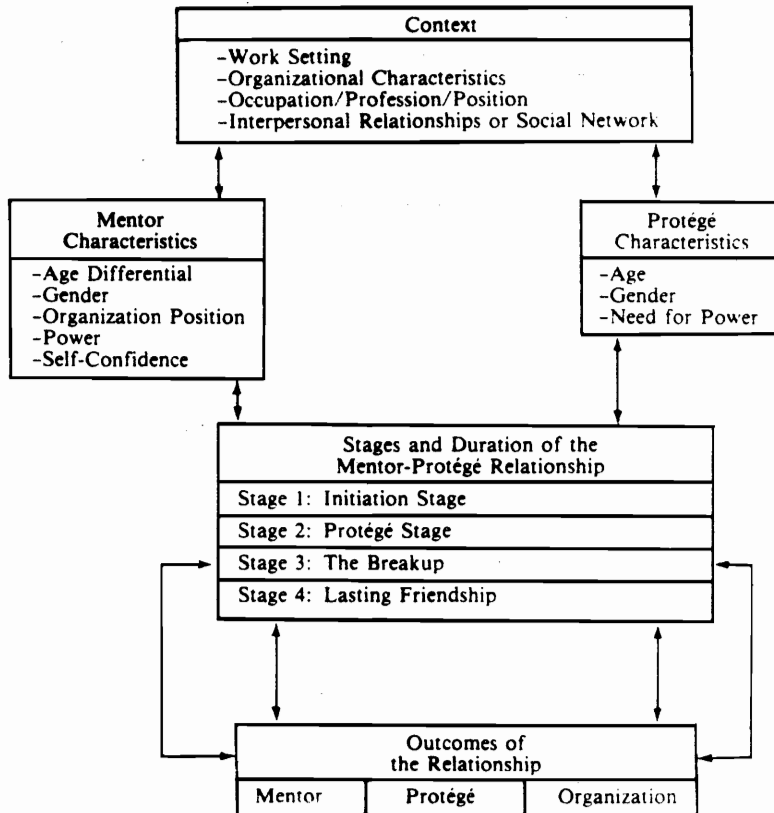 Context
-Work Setting
-Organizational Characteristics
-Occupation/Profession/Position
-Interpersonal Relationships or Social Network
Mentor
Characteristics
-Age Differential
-Gender
-Organization Position
-Power
-Self-Confidence
Protégé
Characteristics
-Age
-Gender
-Need for Power
Stages and Duration of the
Mentor-Protégé Relationship
Stage 1: Initiation Stage
Stage 2: Protégé Stage
Stage 3: The Breakup
Stage 4: Lasting Friendship
Outcomes of
the Relationship
Mentor
Protégé
Organization